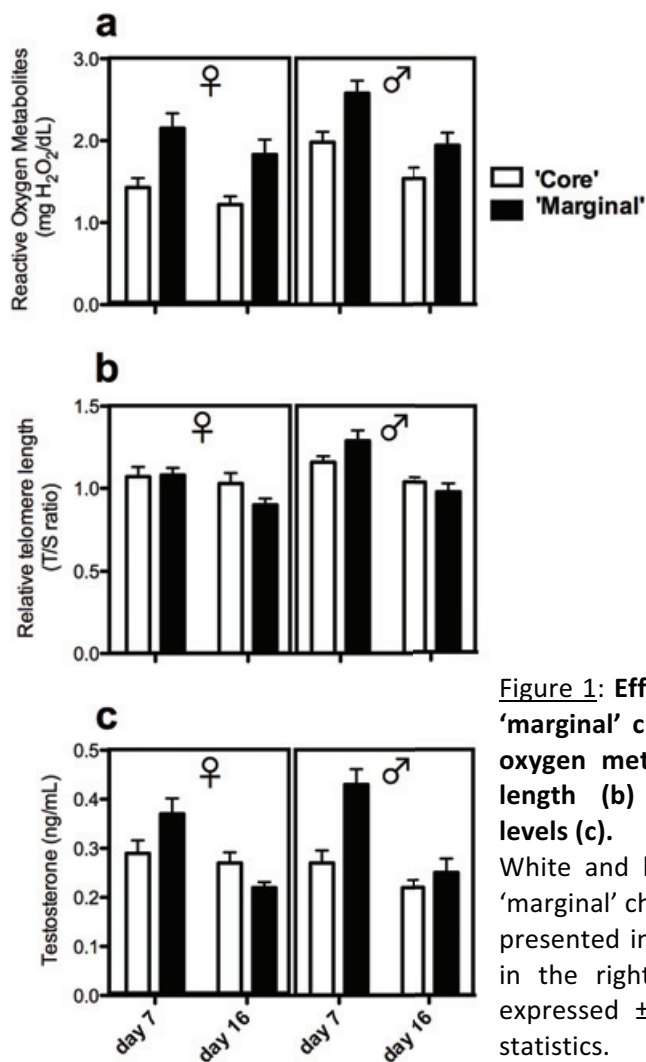 a
Reactive Oxygen Metabolites
(mg H₂O₂/dL)
3.0
2.0
1.0
0.0
♀
♂
'Core'
'Marginal'
b
Relative telomere length
(T/S ratio)
1.5
1.0
0.5
0.0
♀
♂
c
Testosterone (ng/mL)
0.5
0.4
0.3
0.2
0.1
0.0
♀
♂
day 7
day 16
day 7
day 16
Figure 1: Eff
'marginal' c
oxygen met
length (b)
levels (c).
White and
'marginal' ch
presented in
in the right
expressed ±
statistics.